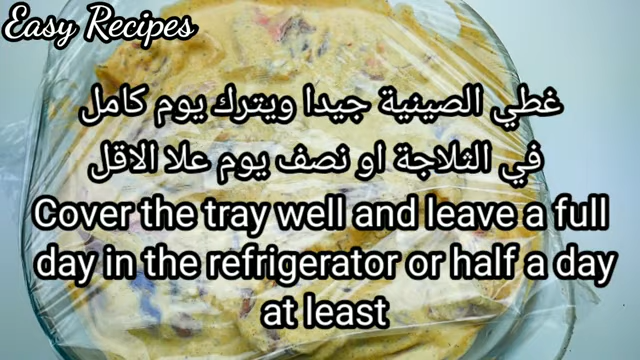 Easy Recipes
غطي الصينية جيدا ويترك يوم كامل
في الثلاجة او نصف يوم علا الاقل
Cover the tray well and leave a full
day in the refrigerator or half a day
at least